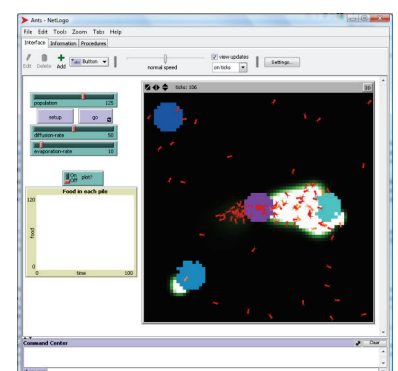 Ants - NetLogo
File Edit Tools Zoom Tabs Help
Interface Information Procedures
Edit Delete Add Button normal speed view updates on ticks Settings...
ticks: 106 3D
population 125
setup go
diffusion-rate 50
evaporation-rate 10
On Off plot?
Food in each pile
120
food
0
0 time 100
Command Center Clear